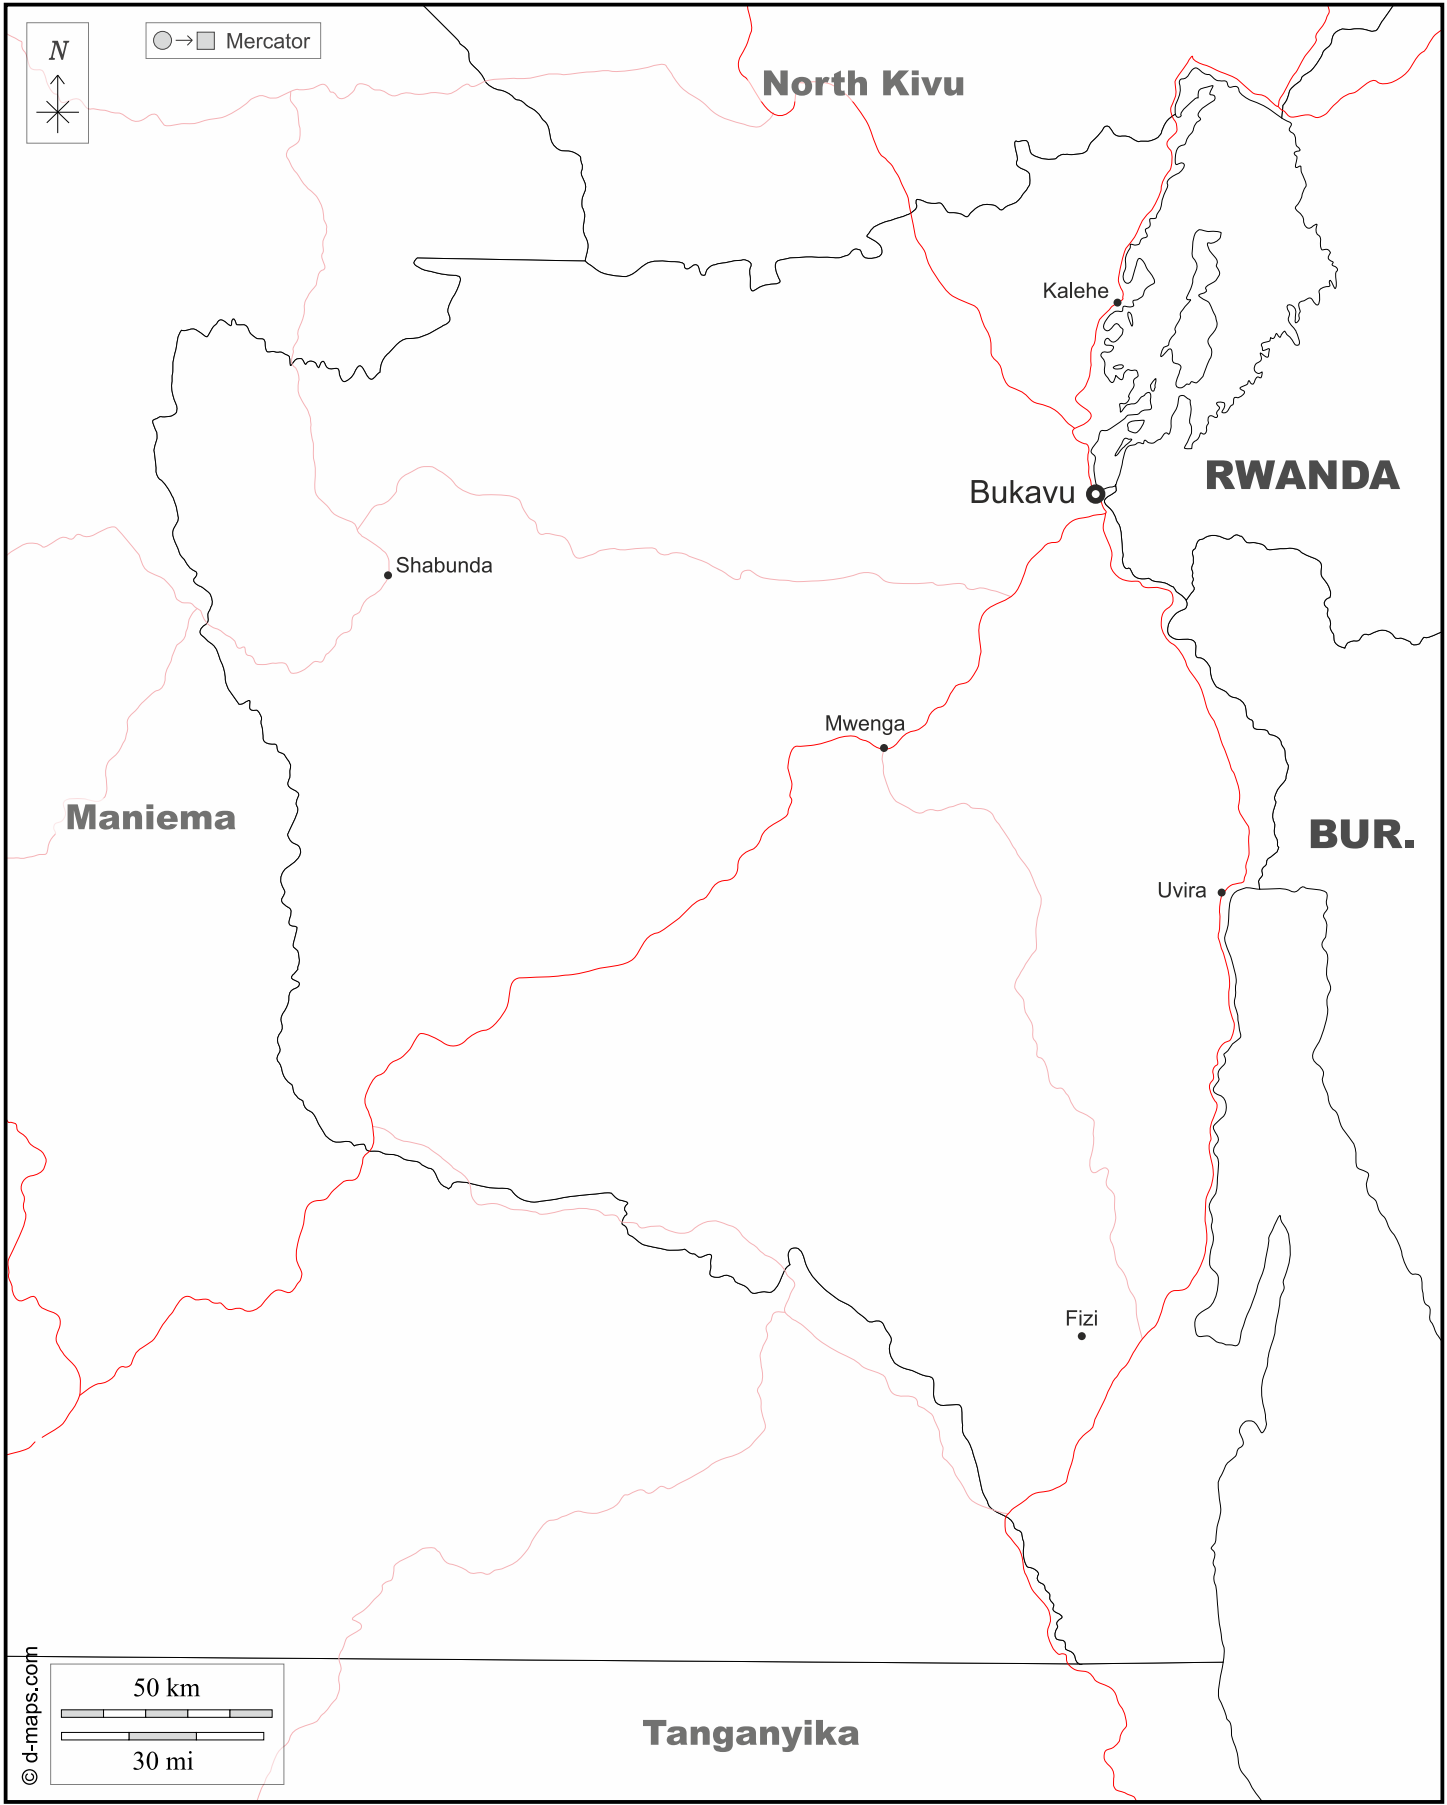 N
Mercator
North Kivu
Kalehe
RWANDA
Bukavu
Shabunda
Mwenga
Maniema
BUR.
Uvira
Fizi
© d-maps.com
50 km
30 mi
Tanganyika